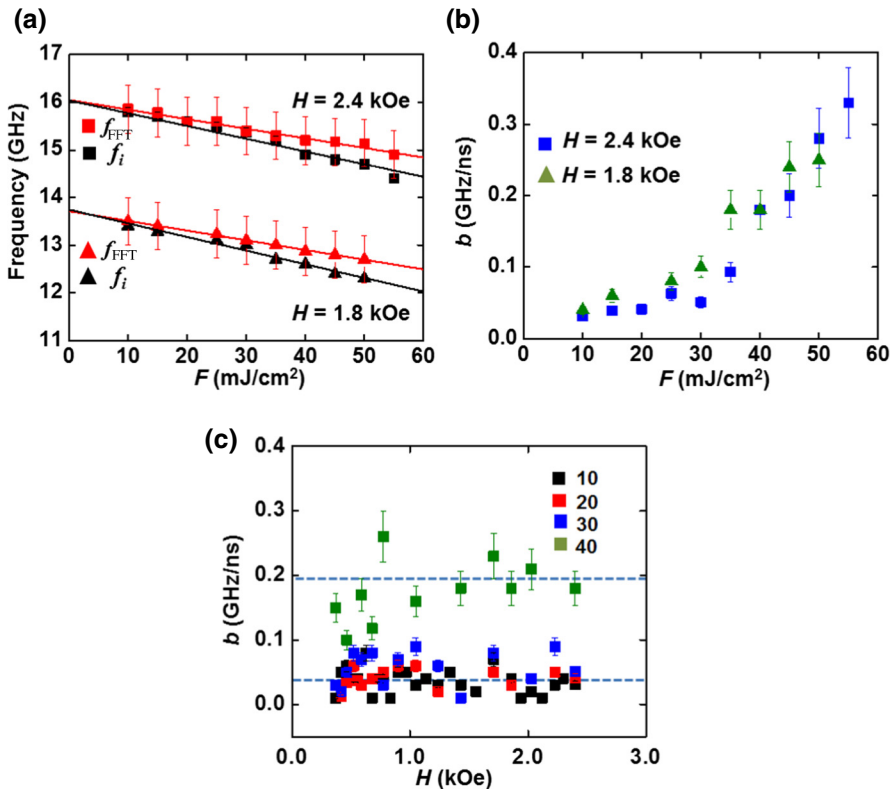 (a)
Frequency (GHz)
16
15
14
13
12
11
H = 2.4 kOe
fFFT
fi
fFFT
fi
H = 1.8 kOe
0 10 20 30 40 50 60
F (mJ/cm²)
(b)
b (GHz/ns)
0.4
0.3
0.2
0.1
0.0
H = 2.4 kOe
H = 1.8 kOe
0 10 20 30 40 50 60
F (mJ/cm²)
(c)
b (GHz/ns)
0.4
0.3
0.2
0.1
0.0
10
20
30
40
0.0 1.0 2.0 3.0
H (kOe)